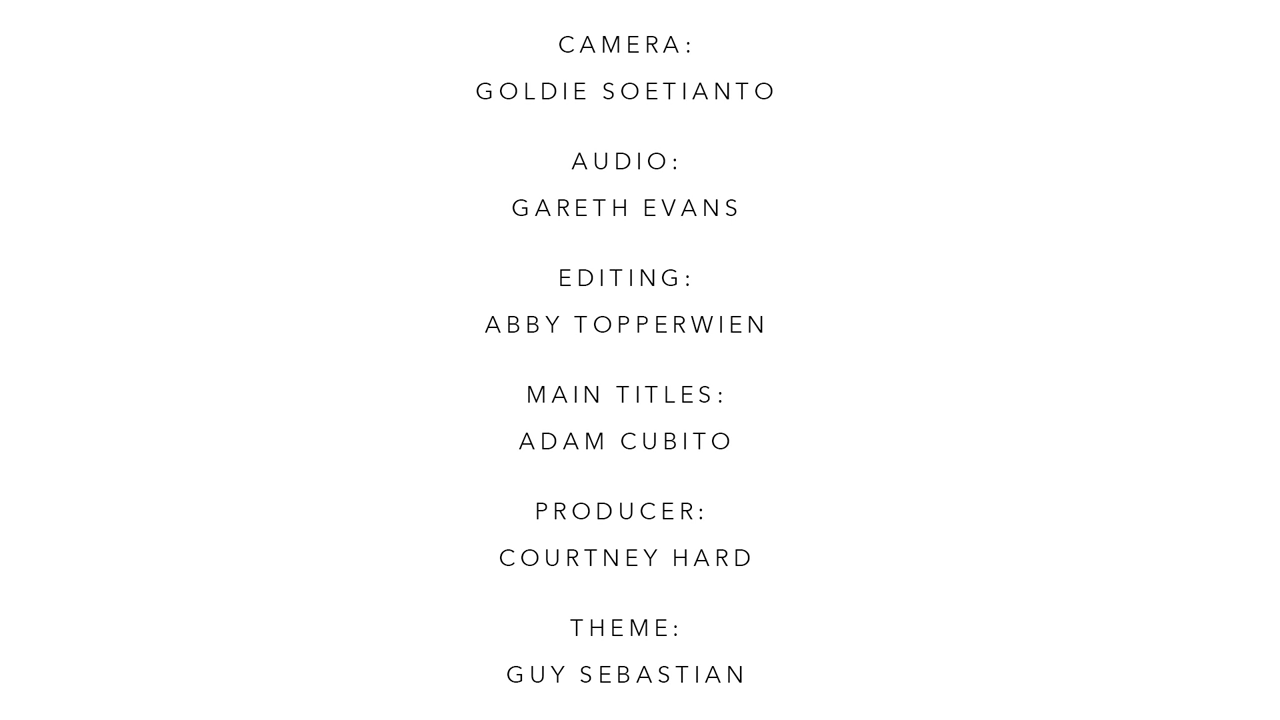 CAMERA:
GOLDIE SOETIANTO
AUDIO:
GARETH EVANS
EDITING:
ABBY TOPPERWIEN
MAIN TITLES:
ADAM CUBITO
PRODUCER:
COURTNEY HARD
THEME:
GUY SEBASTIAN